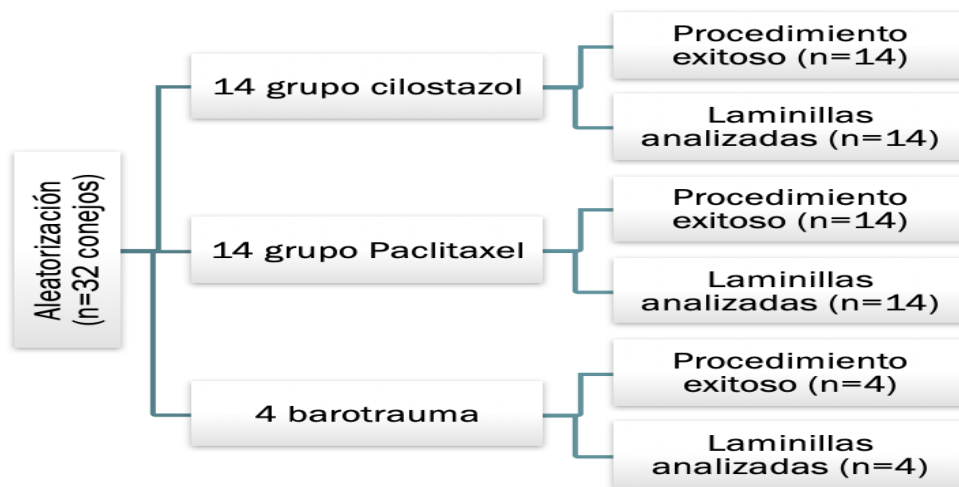 Aleatorización
(n=32 conejos)
14 grupo cilostazol
Procedimiento
exitoso (n=14)
Laminillas
analizadas (n=14)
14 grupo Paclitaxel
Procedimiento
exitoso (n=14)
Laminillas
analizadas (n=14)
4 barotrauma
Procedimiento
exitoso (n=4)
Laminillas
analizadas (n=4)